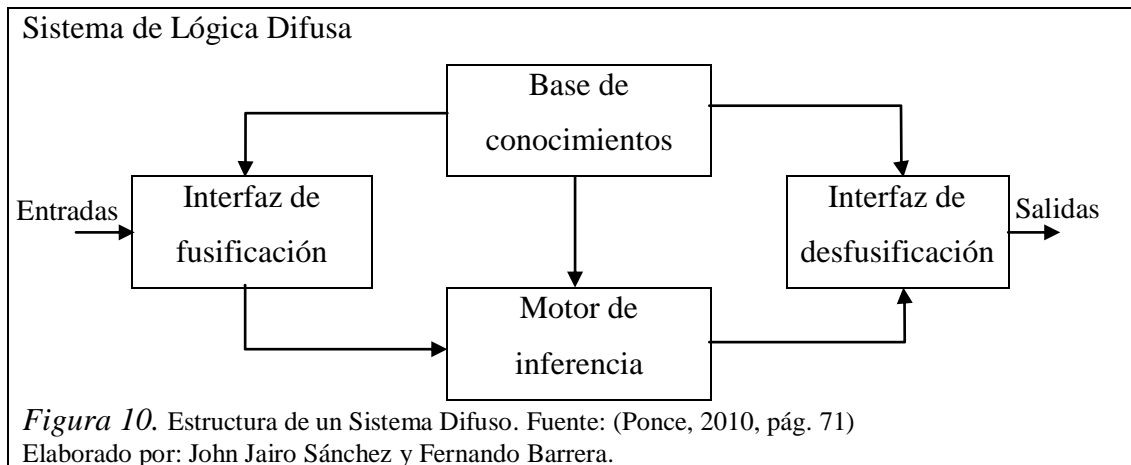 Sistema de Lógica Difusa
Base de
conocimientos
Entradas
Interfaz de
fusificación
Interfaz de
desfusificación
Salidas
Motor de
inferencia
Figura 10. Estructura de un Sistema Difuso. Fuente: (Ponce, 2010, pág. 71)
Elaborado por: John Jairo Sánchez y Fernando Barrera.